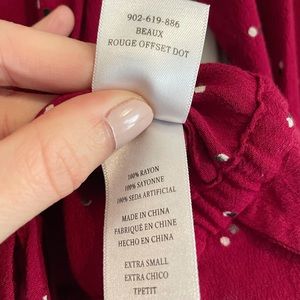 902-619-886
BEAUX
ROUGE OFFSET DOT
100% RAYON
100% SAYONNE
100% SEDA ARTIFICIAL
MADE IN CHINA
FABRIQUÉ EN CHINE
HECHO EN CHINA
EXTRA SMALL
EXTRA CHICO
TPETIT